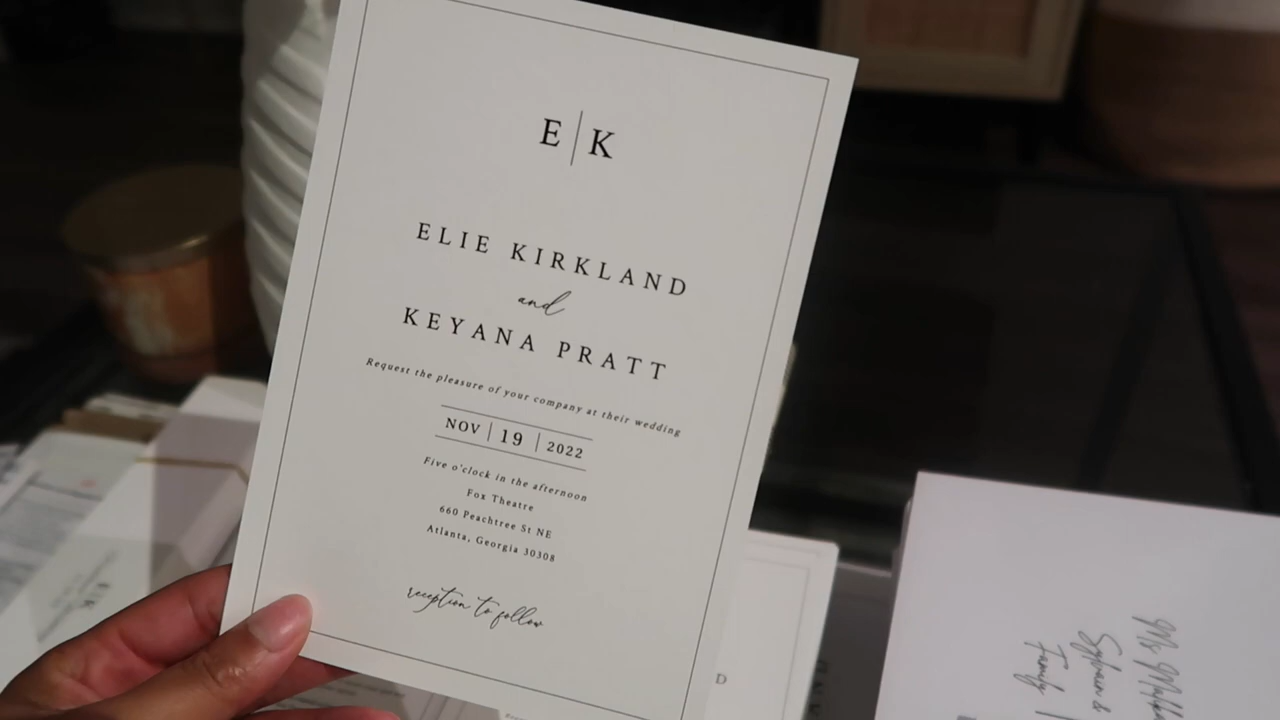 E | K
ELIE KIRKLAND
and
KEYANA PRATT
Request the pleasure of your company at their wedding
NOV | 19 | 2022
Five o'clock in the afternoon
Fox Theatre
660 Peachtree St NE
Atlanta, Georgia 30308
reception to follow
D
Family